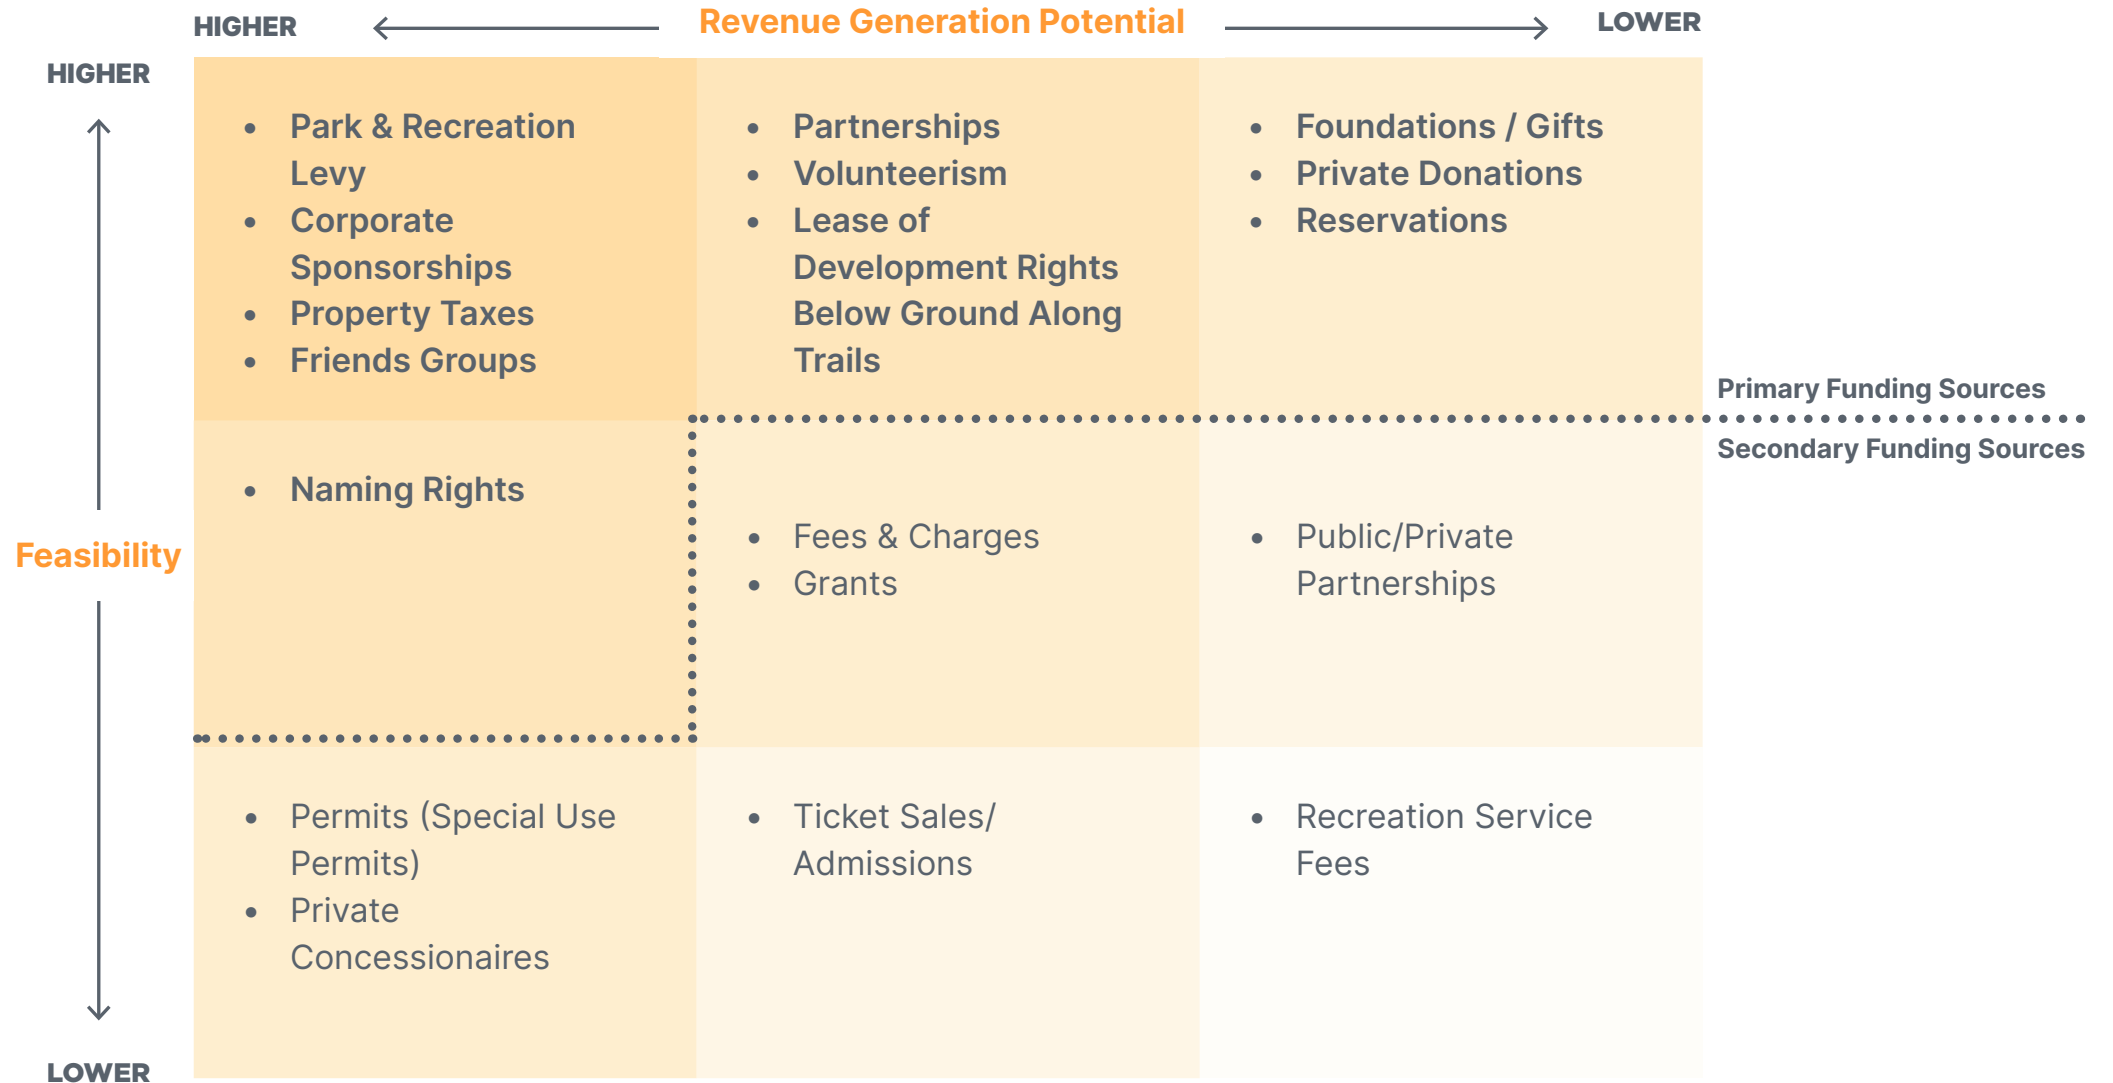 HIGHER
Revenue Generation Potential
LOWER
HIGHER
• Park & Recreation
Levy
• Corporate
Sponsorships
• Property Taxes
• Friends Groups
• Partnerships
• Volunteerism
• Lease of
Development Rights
Below Ground Along
Trails
• Foundations / Gifts
• Private Donations
• Reservations
Primary Funding Sources
Secondary Funding Sources
Feasibility
• Naming Rights
• Fees & Charges
• Grants
• Public/Private
Partnerships
• Permits (Special Use
Permits)
• Private
Concessionaires
• Ticket Sales/
Admissions
• Recreation Service
Fees
LOWER